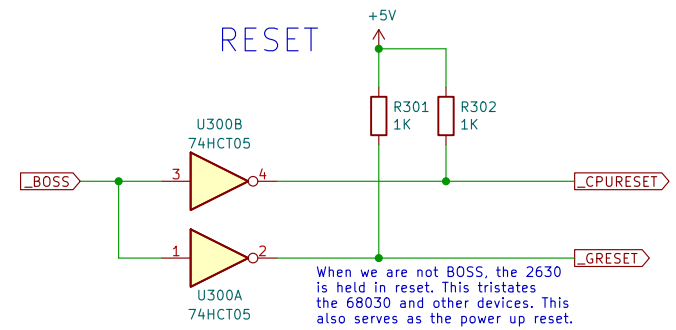 +5V
RESET
R301
1K
R302
1K
U300B
74HCT05
_BOSS
3
4
_CPURESET
1
2
_GRESET
U300A
74HCT05
When we are not BOSS, the 2630
is held in reset. This tristates
the 68030 and other devices. This
also serves as the power up reset.